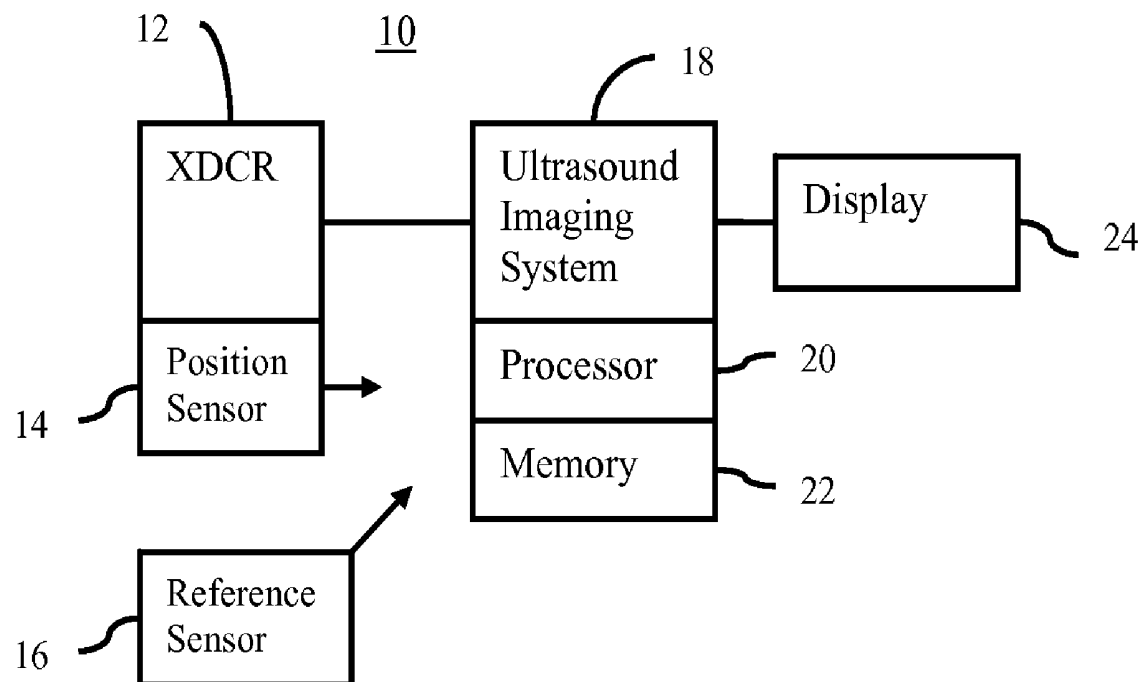 12
10
18
XDCR
Ultrasound
Imaging
System
Display
24
Position
Sensor
14
Processor
20
Memory
22
Reference
Sensor
16